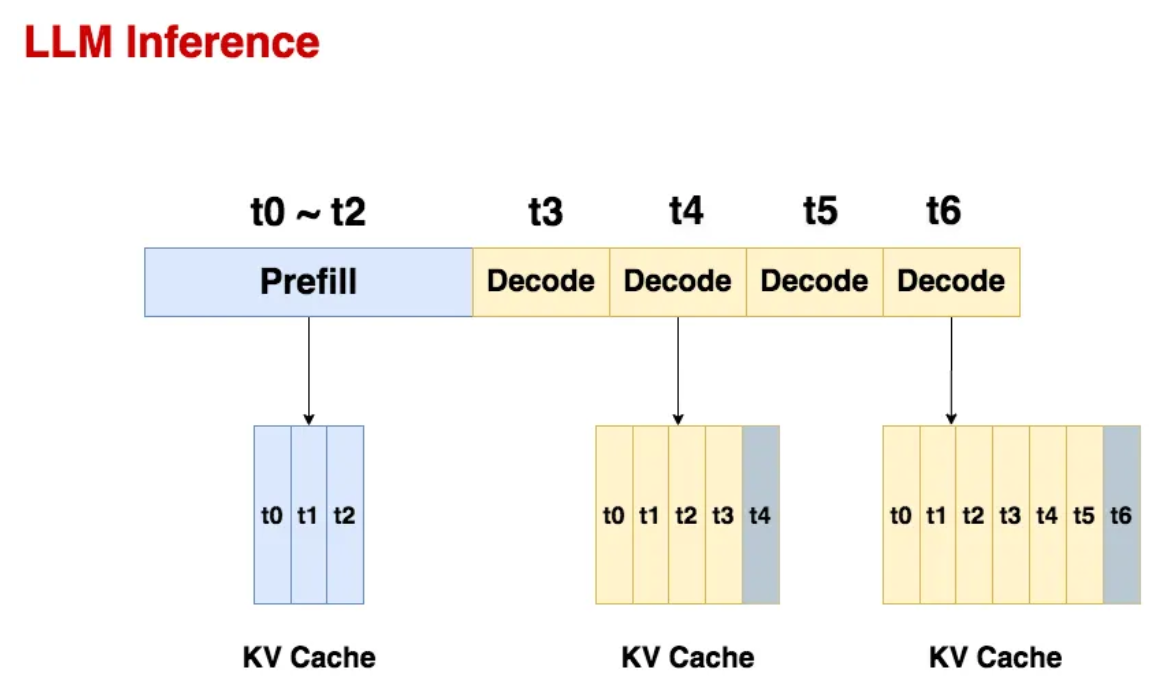 LLM Inference
t0 ~ t2 t3 t4 t5 t6
Prefill Decode Decode Decode Decode
t0 t1 t2 t0 t1 t2 t3 t4 t0 t1 t2 t3 t4 t5 t6
KV Cache KV Cache KV Cache